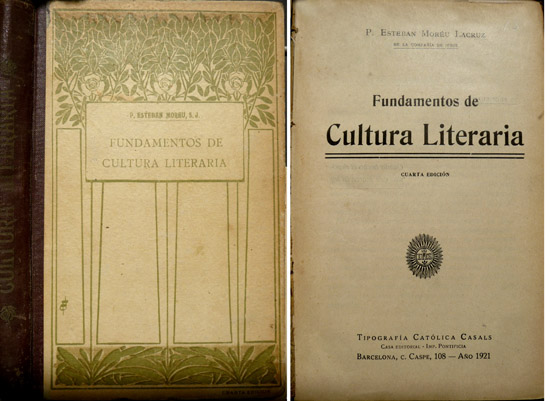 CULTURA LITERARIA
P. ESTEBAN MORÉU, S. J.
FUNDAMENTOS DE
CULTURA LITERARIA
P. ESTEBAN MORÉU LACRUZ
DE LA COMPAÑÍA DE JESÚS
Fundamentos de
Cultura Literaria
CUARTA EDICIÓN
TIPOGRAFÍA CATÓLICA CASALS
CASA EDITORIAL - IMP. PONTIFICIA
BARCELONA, C. CASPE, 108 — AÑO 1921